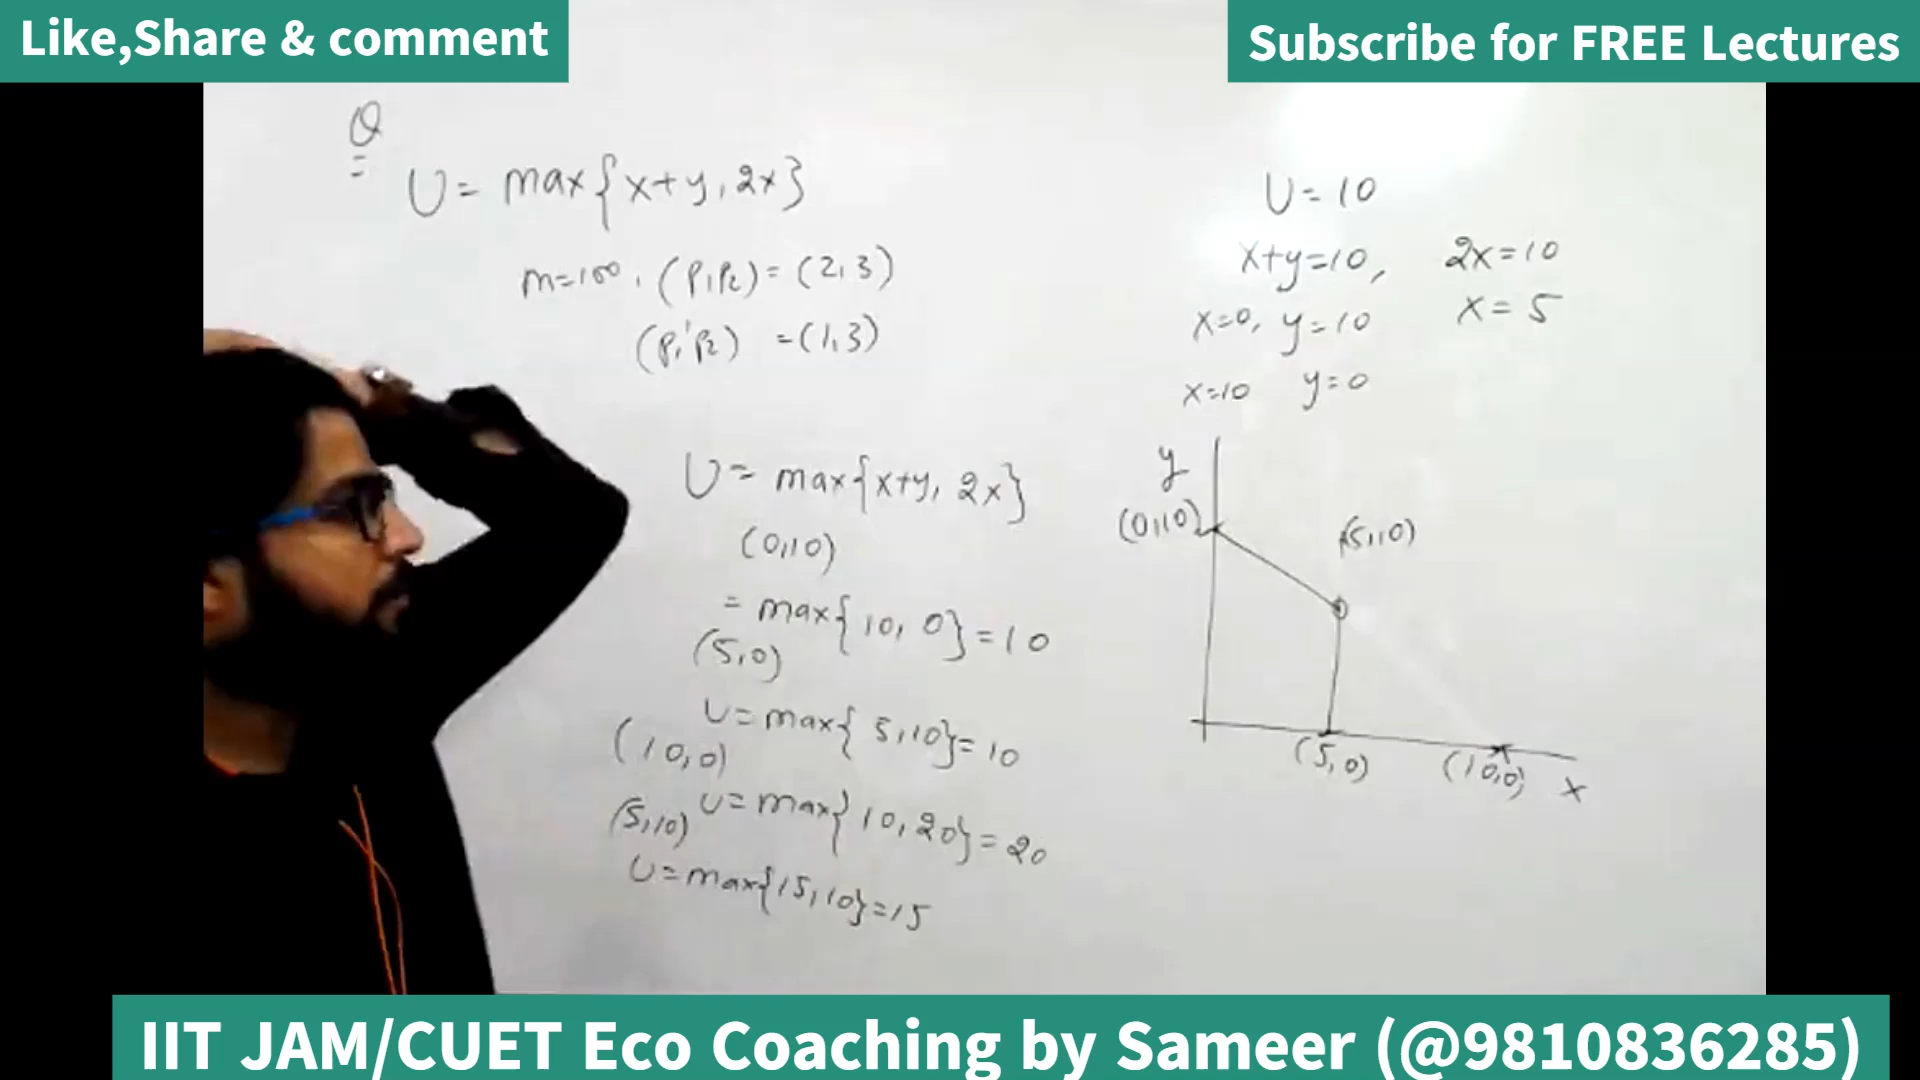 Like,Share & comment
Subscribe for FREE Lectures
Q
=
U = max{x+y, 2x}
m=100, (P1P2) = (2,3)
(P1'P2) = (1,3)
U = 10
x+y=10, 2x=10
x=0, y=10 x=5
x=10 y=0
U = max{x+y, 2x}
(0,10)
= max{10, 0} = 10
(5,0)
U = max{5,10} = 10
(10,0)
U = max{10,20} = 20
(5,10)
U = max{15,10} = 15
y
(0,10)
(5,10)
(5,0)
(10,0)
x
IIT JAM/CUET Eco Coaching by Sameer (@9810836285)